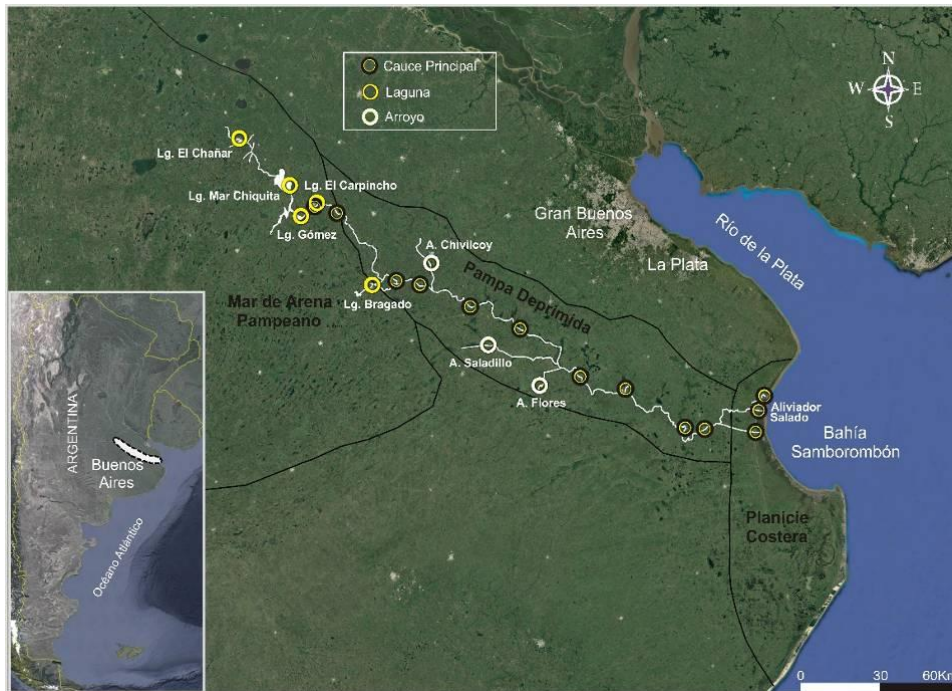 Cauce Principal
Laguna
Arroyo
N
W
E
S
Lg. El Chañar
Lg. Mar Chiquita
Lg. El Carpincho
Lg. Gómez
A. Chivilcoy
Lg. Bragado
Mar de Arena
Pampeano
A. Saladillo
A. Flores
Pampa Deprimida
Gran Buenos
Aires
La Plata
Río de la Plata
Aliviador
Salado
Bahía
Samborombón
Planicie
Costera
ARGENTINA
Buenos
Aires
Océano Atlántico
0
30
60Km